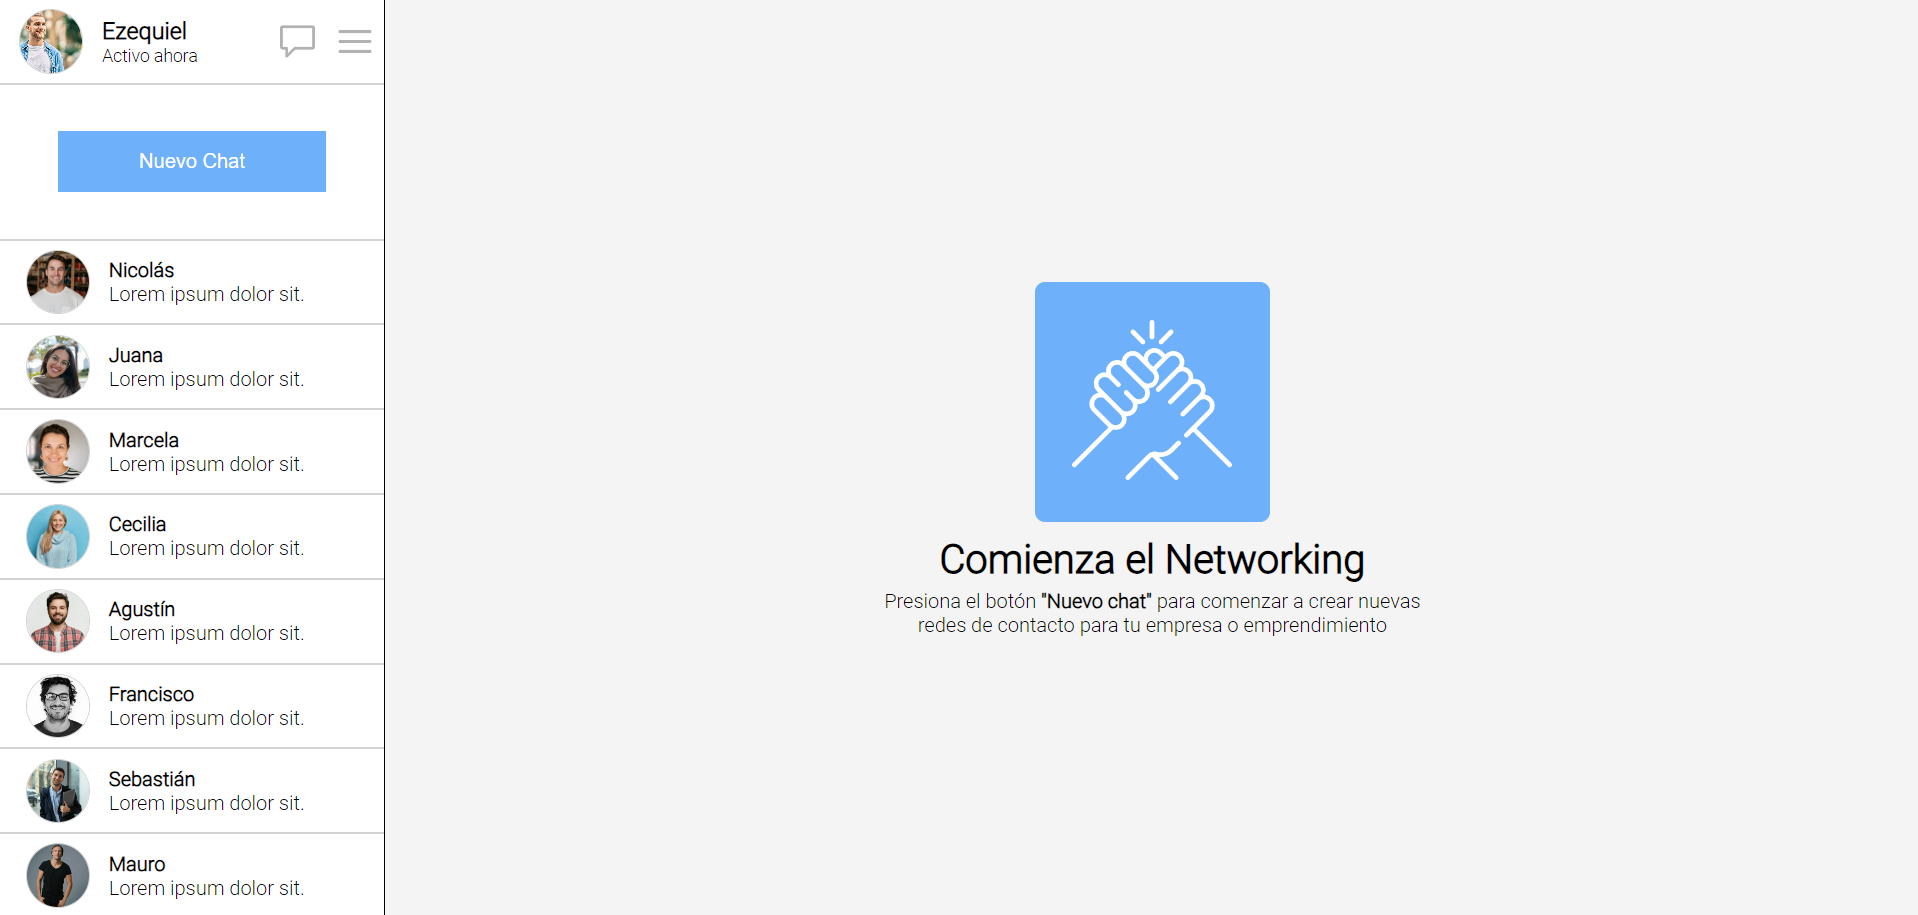 Ezequiel
Activo ahora
Nuevo Chat
Nicolás
Lorem ipsum dolor sit.
Juana
Lorem ipsum dolor sit.
Marcela
Lorem ipsum dolor sit.
Cecilia
Lorem ipsum dolor sit.
Agustín
Lorem ipsum dolor sit.
Francisco
Lorem ipsum dolor sit.
Sebastián
Lorem ipsum dolor sit.
Mauro
Lorem ipsum dolor sit.
Comienza el Networking
Presiona el botón "Nuevo chat" para comenzar a crear nuevas
redes de contacto para tu empresa o emprendimiento